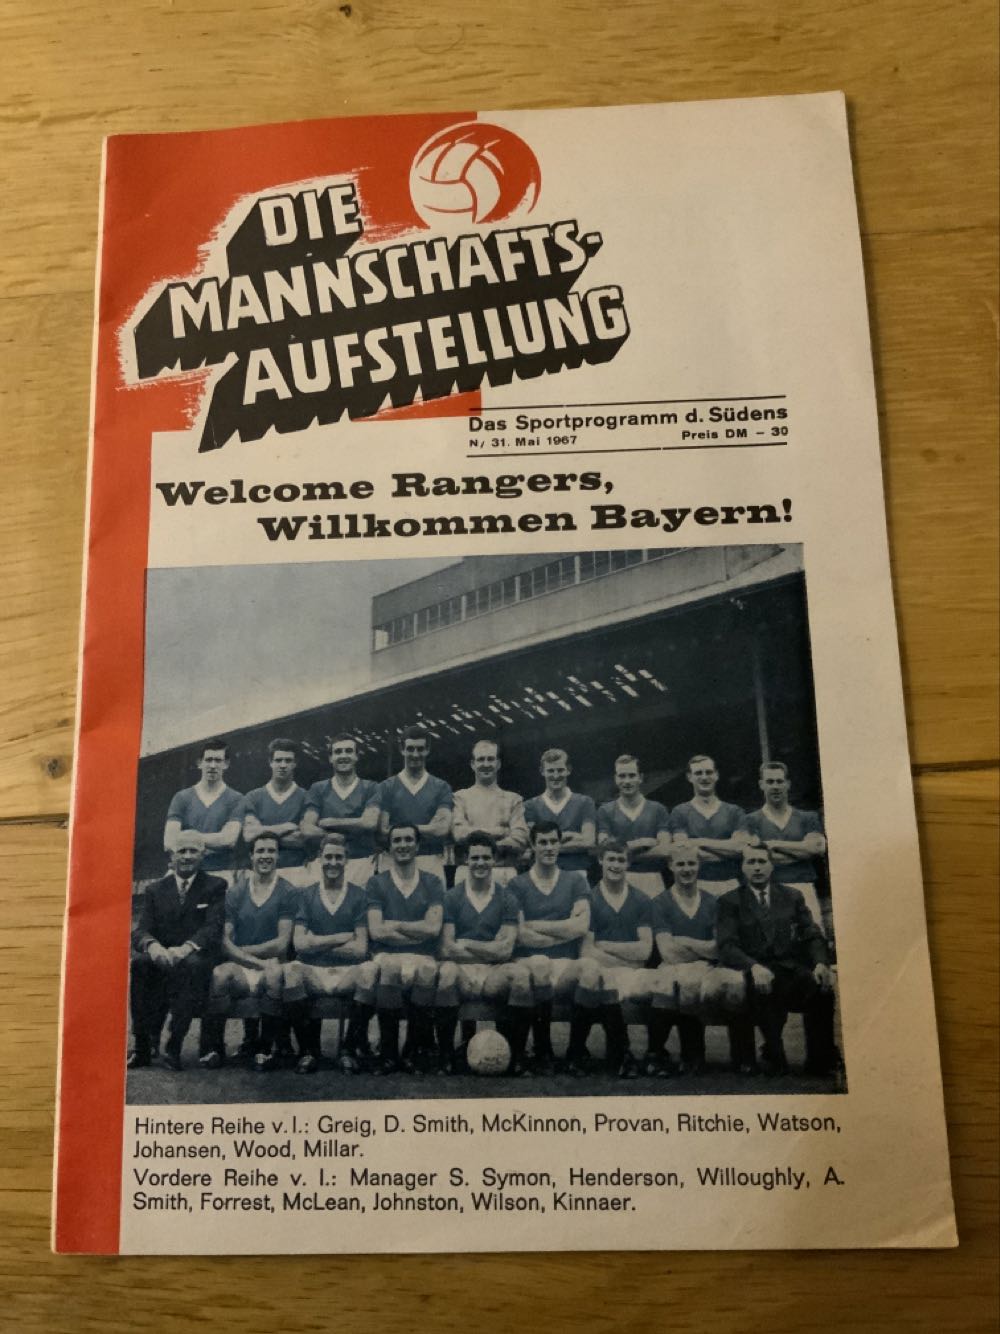 DIE
MANNSCHAFTS-
AUFSTELLUNG
Das Sportprogramm d. Südens
N/ 31. Mai 1967 Preis DM – 30
Welcome Rangers,
Willkommen Bayern!
Hintere Reihe v. l.: Greig, D. Smith, McKinnon, Provan, Ritchie, Watson,
Johansen, Wood, Millar.
Vordere Reihe v. l.: Manager S. Symon, Henderson, Willoughly, A.
Smith, Forrest, McLean, Johnston, Wilson, Kinnaer.